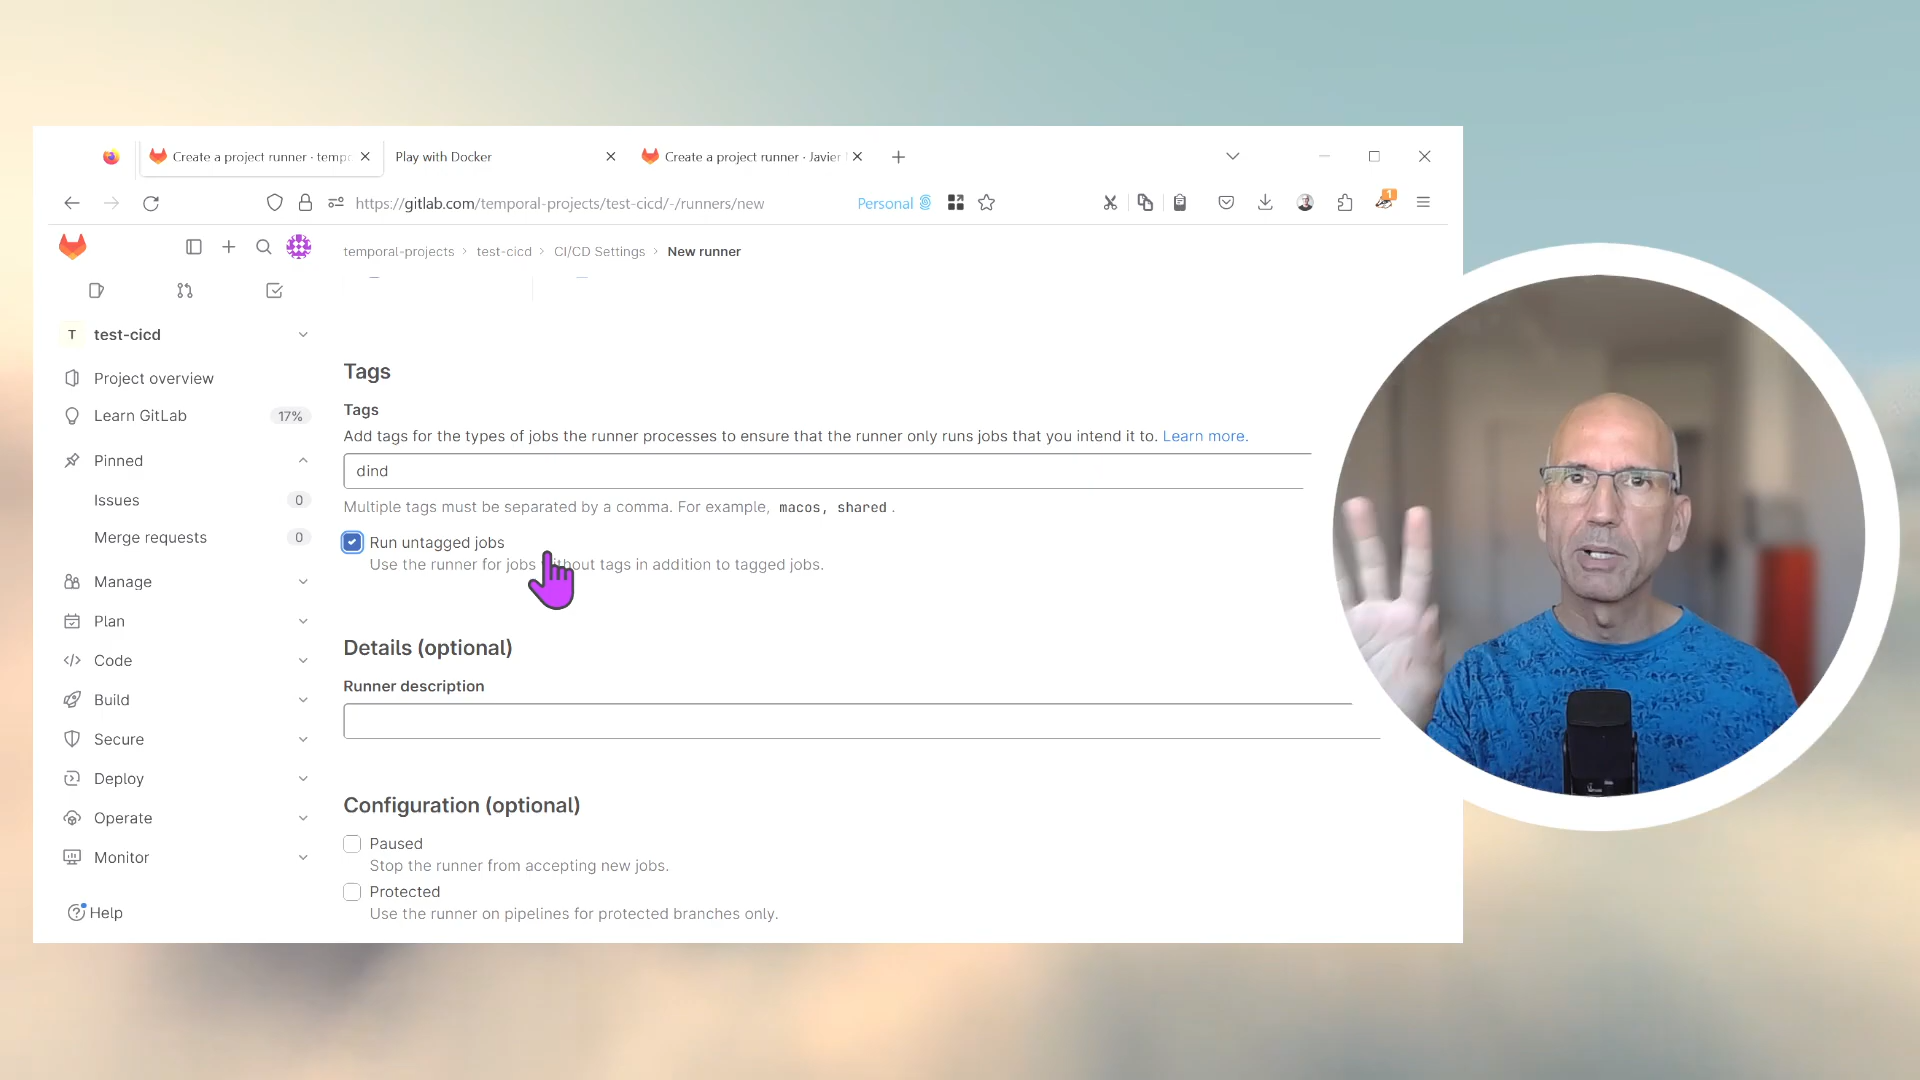 Create a project runner · tempo
Play with Docker
Create a project runner · Javier
https://gitlab.com/temporal-projects/test-cicd/-/runners/new
Personal
1
temporal-projects > test-cicd > CI/CD Settings > New runner
T test-cicd
Project overview
Learn GitLab 17%
Pinned
Issues 0
Merge requests 0
Manage
Plan
Code
Build
Secure
Deploy
Operate
Monitor
Help
Tags
Tags
Add tags for the types of jobs the runner processes to ensure that the runner only runs jobs that you intend it to. Learn more.
dind
Multiple tags must be separated by a comma. For example, macos, shared.
Run untagged jobs
Use the runner for jobs without tags in addition to tagged jobs.
Details (optional)
Runner description
Configuration (optional)
Paused
Stop the runner from accepting new jobs.
Protected
Use the runner on pipelines for protected branches only.